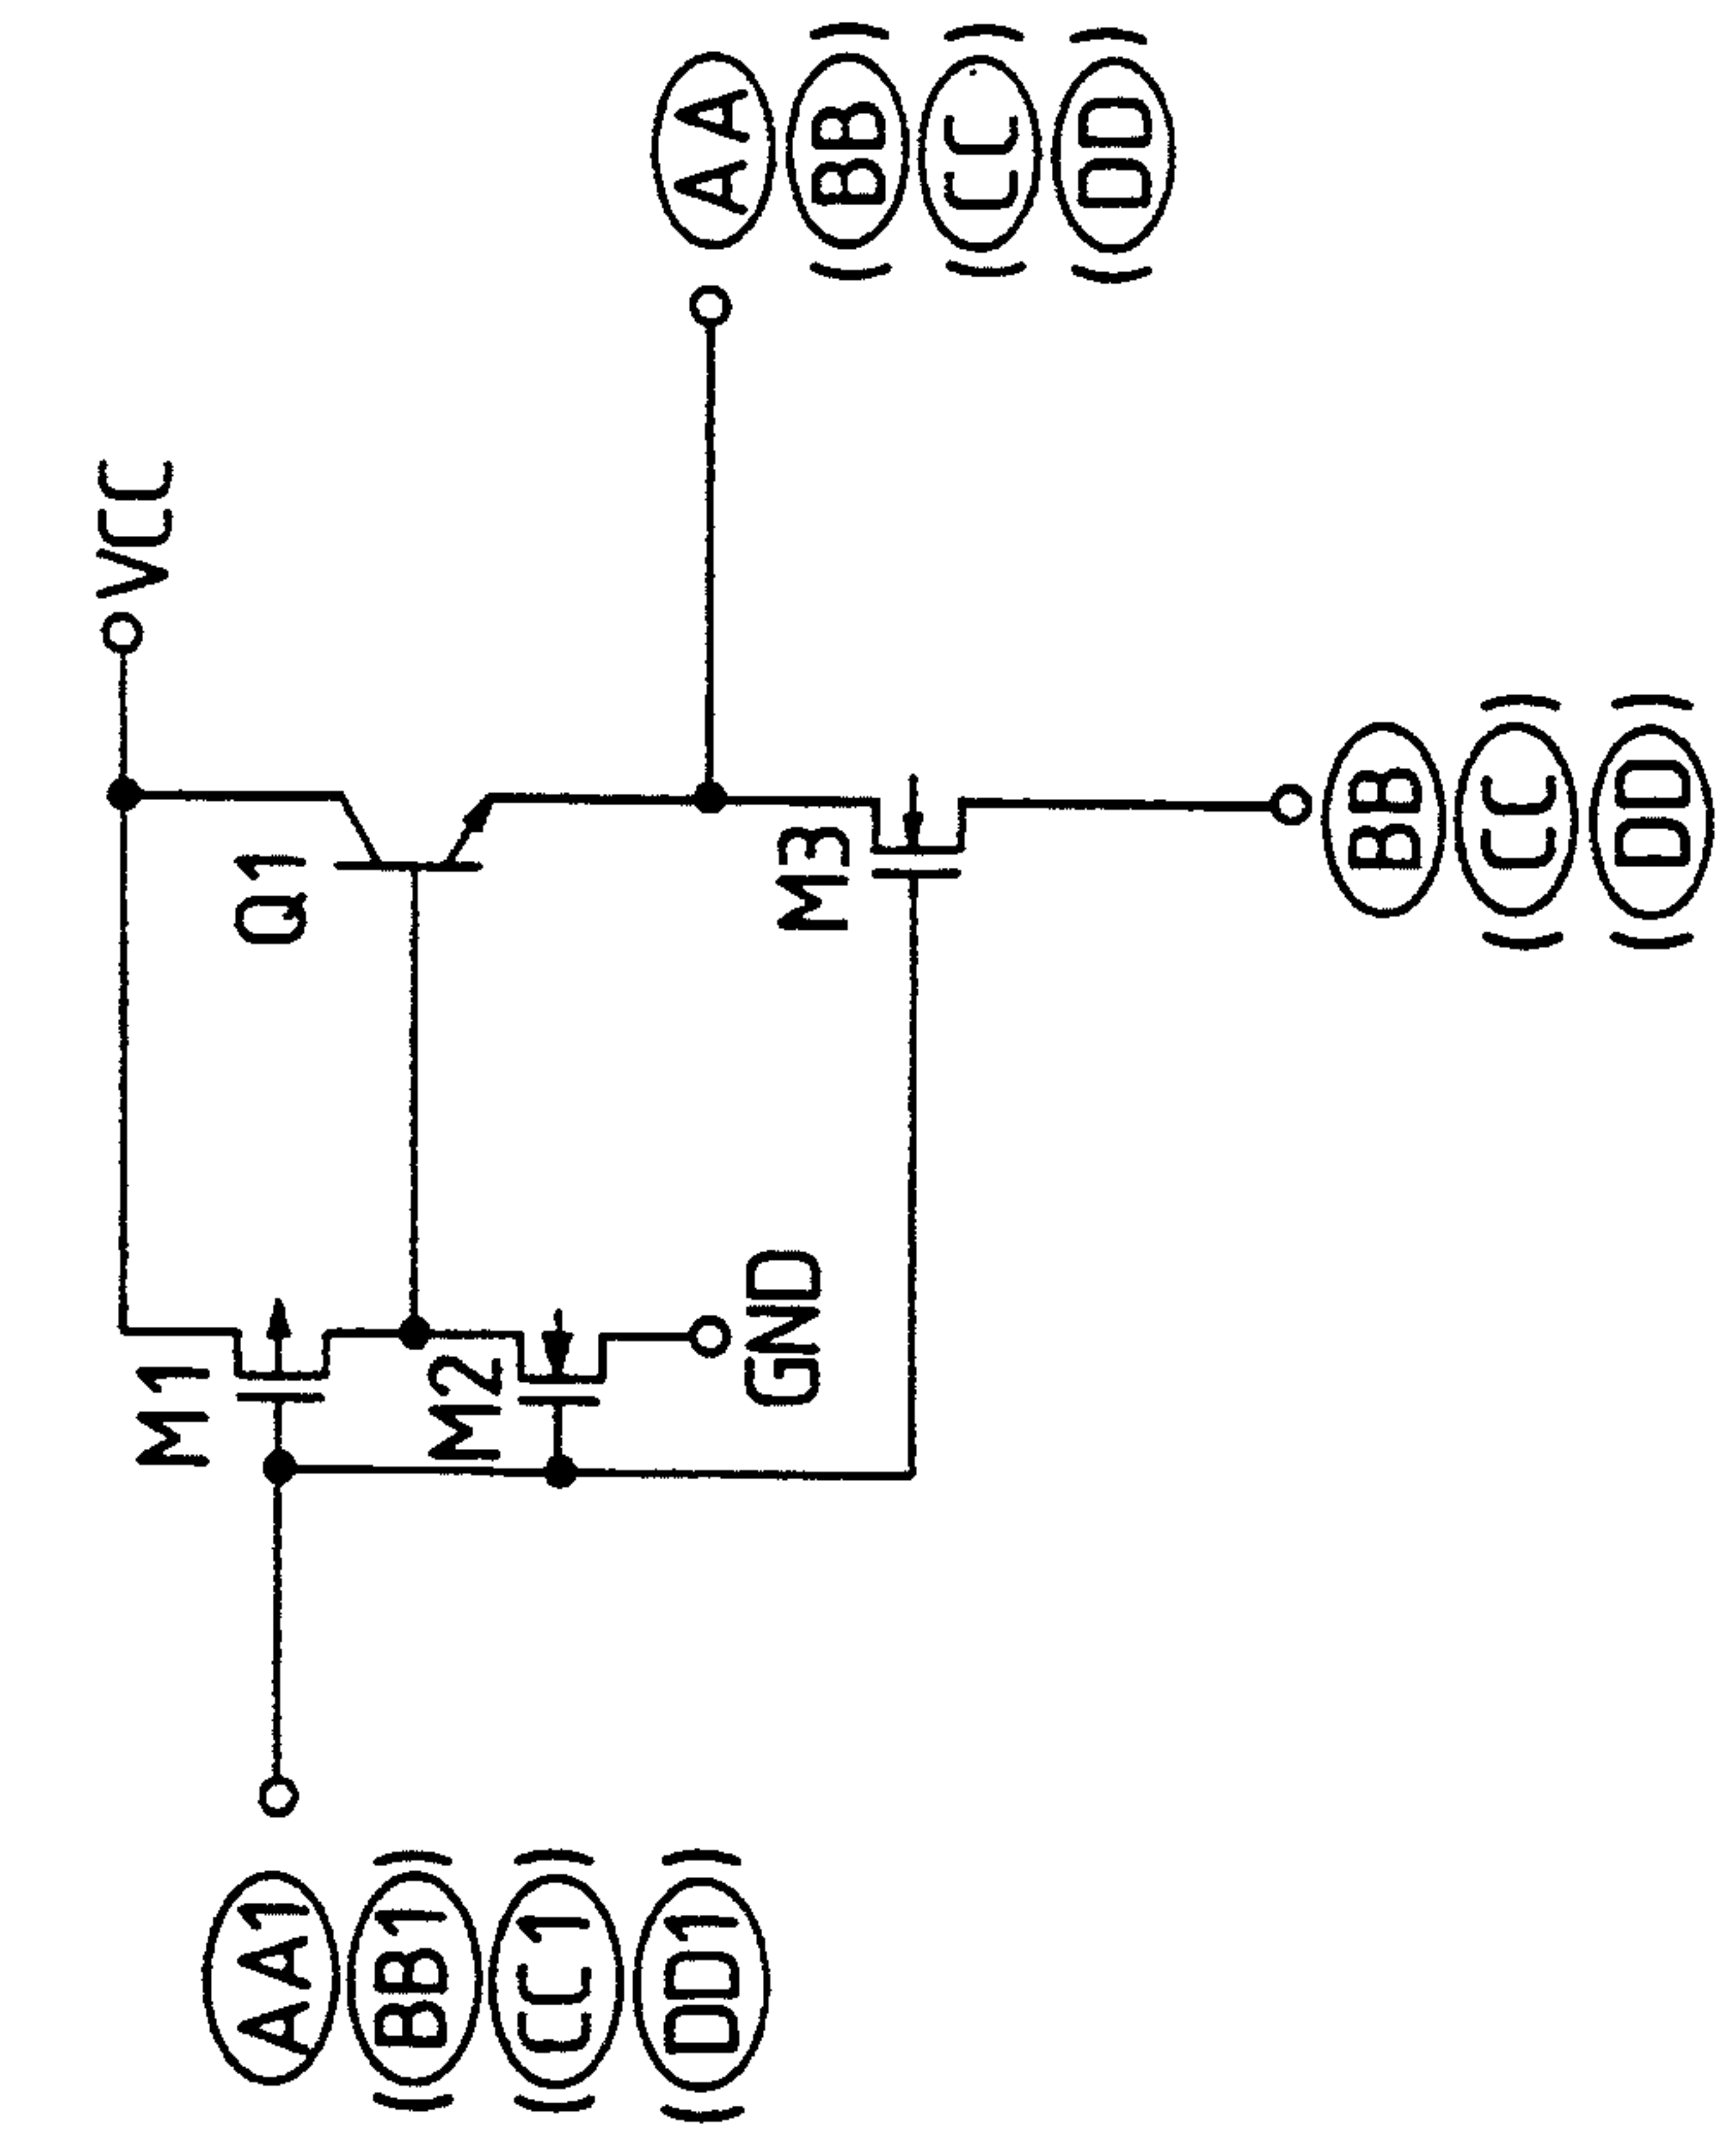 VCC
M1
Q1
AA1
(BB1)
(CC1)
(DD1)
M2
GND
M3
AA
(BB)
(CC)
(DD)
BB
(CC)
(DD)